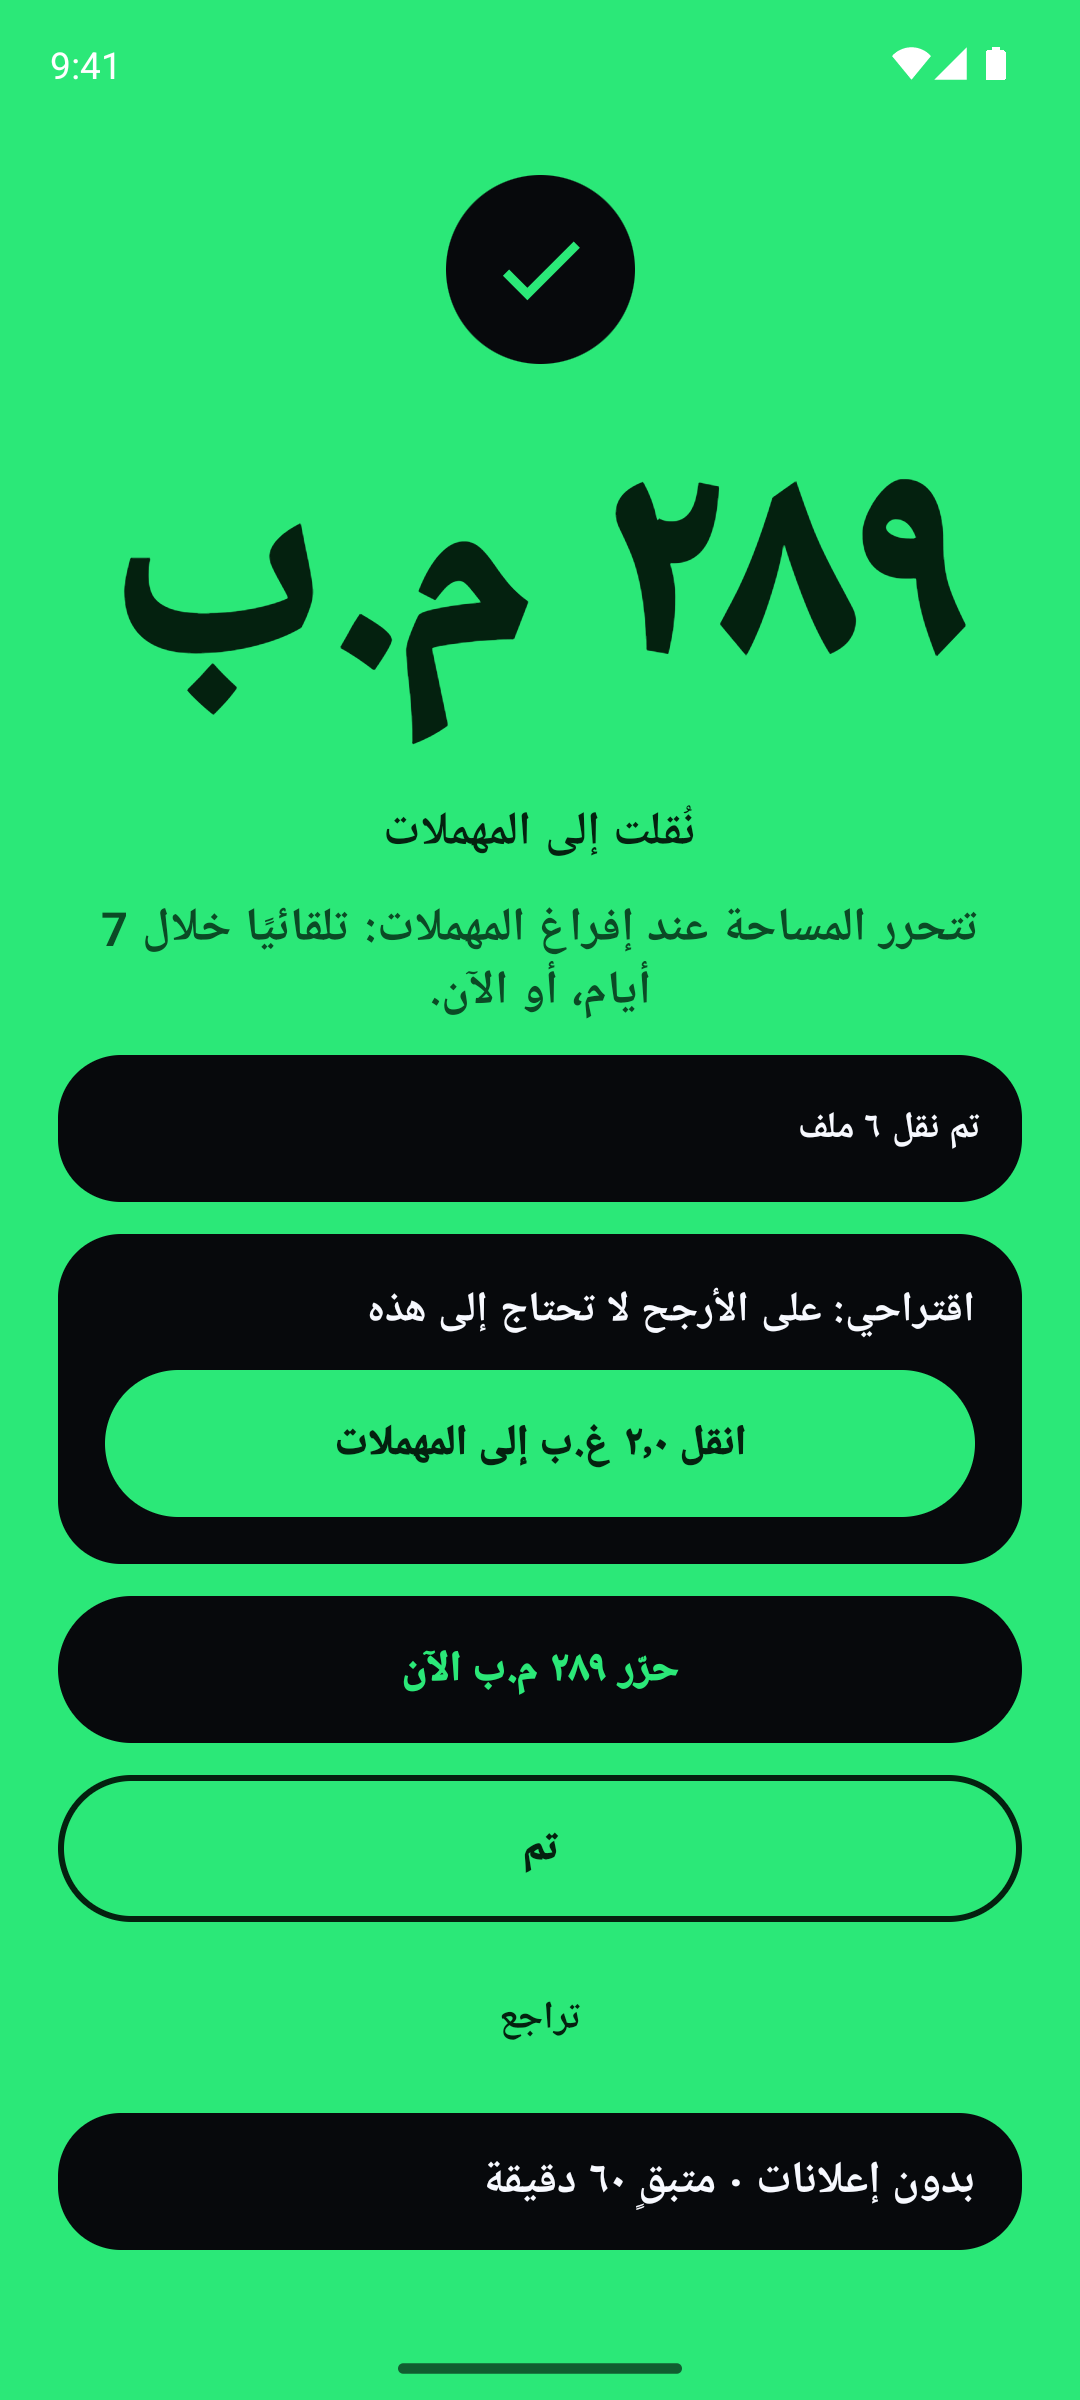 9:41
٢٨٩ م.ب
نُقلت إلى المهملات
تتحرر المساحة عند إفراغ المهملات: تلقائيًا خلال 7
أيام، أو الآن.
تم نقل ٦ ملف
اقتراحي: على الأرجح لا تحتاج إلى هذه
انقل ٢,٠ غ.ب إلى المهملات
حرّر ٢٨٩ م.ب الآن
تم
تراجع
بدون إعلانات · متبقٍ ٦٠ دقيقة